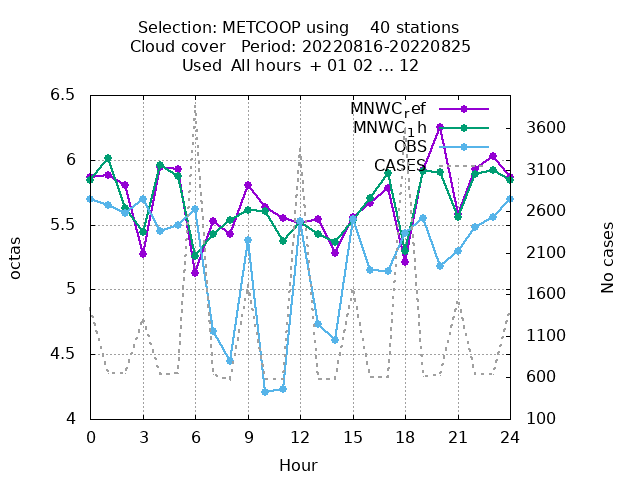 Selection: METCOOP using 40 stations
Cloud cover Period: 20220816-20220825
Used All hours + 01 02 ... 12
MNWC_ref
MNWC_1h
OBS
CASES
6.5
6
5.5
5
4.5
4
octas
3600
3100
2600
2100
1600
1100
600
100
No cases
0 3 6 9 12 15 18 21 24
Hour